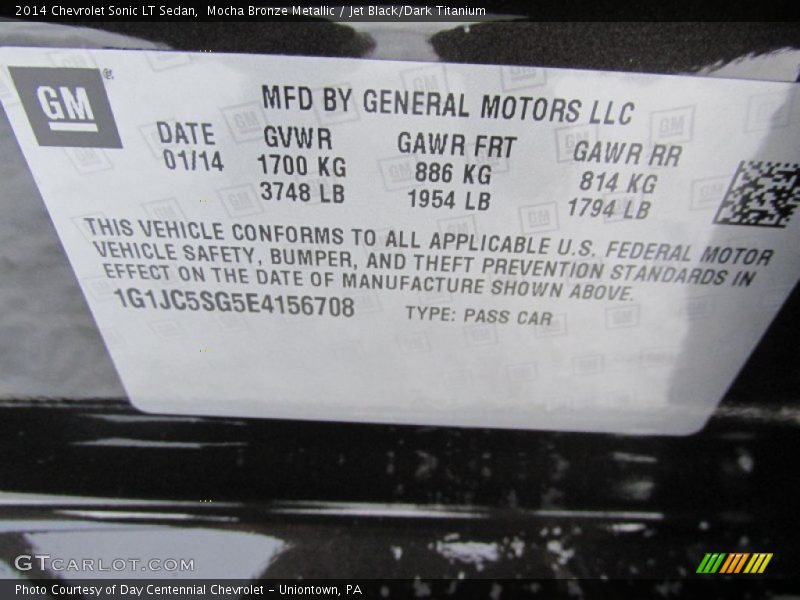 2014 Chevrolet Sonic LT Sedan,  Mocha Bronze Metallic / Jet Black/Dark Titanium
GM
MFD BY GENERAL MOTORS LLC
DATE GVWR GAWR FRT GAWR RR
01/14 1700 KG 886 KG 814 KG
3748 LB 1954 LB 1794 LB
THIS VEHICLE CONFORMS TO ALL APPLICABLE U.S. FEDERAL MOTOR
VEHICLE SAFETY, BUMPER, AND THEFT PREVENTION STANDARDS IN
EFFECT ON THE DATE OF MANUFACTURE SHOWN ABOVE.
1G1JC5SG5E4156708 TYPE: PASS CAR
GTCARLOT.COM
Photo Courtesy of Day Centennial Chevrolet - Uniontown, PA